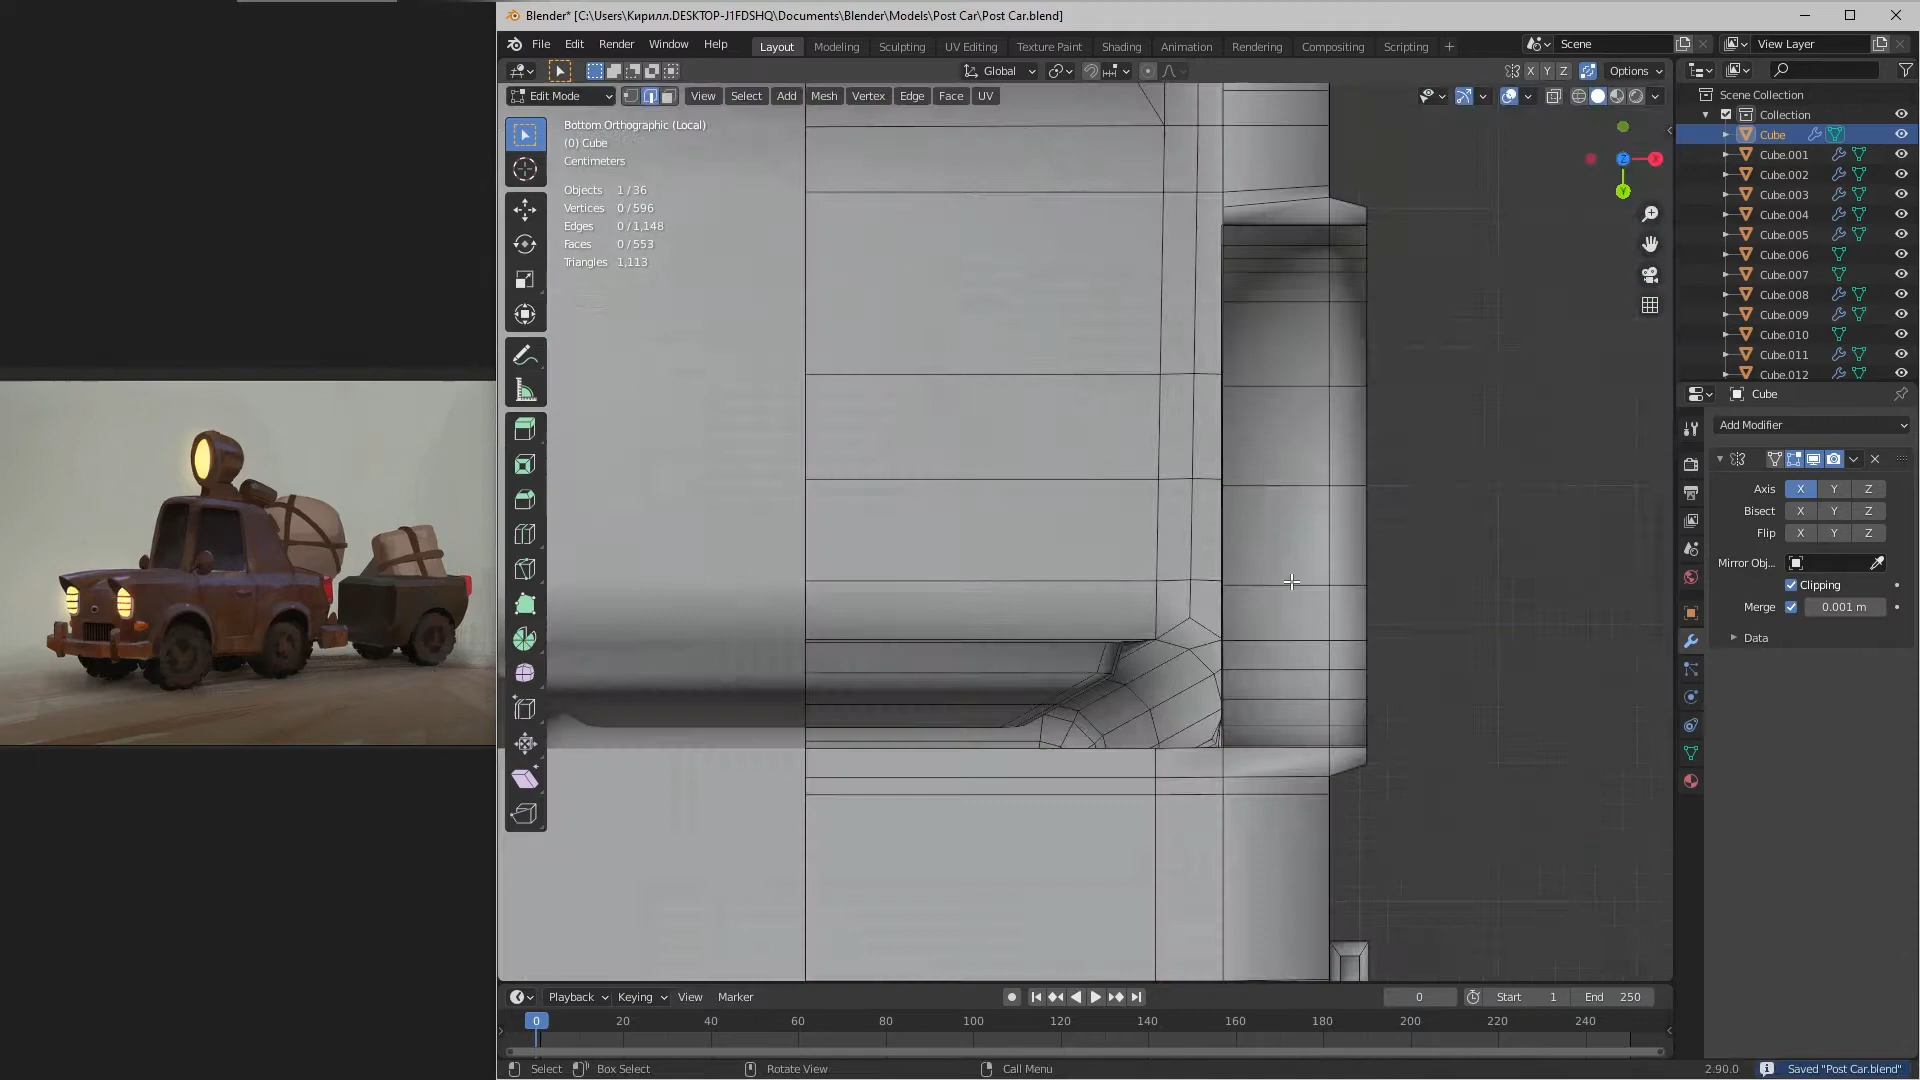 Blender* [C:\Users\Кирилл.DESKTOP-J1FDSHQ\Documents\Blender\Models\Post Car\Post Car.blend]
File Edit Render Window Help Layout Modeling Sculpting UV Editing Texture Paint Shading Animation Rendering Compositing Scripting + Scene View Layer
Global X Y Z Options
Edit Mode View Select Add Mesh Vertex Edge Face UV
Scene Collection
Collection
Cube
Cube.001
Cube.002
Cube.003
Cube.004
Cube.005
Cube.006
Cube.007
Cube.008
Cube.009
Cube.010
Cube.011
Cube.012
Bottom Orthographic (Local)
(0) Cube
Centimeters
Objects 1/36
Vertices 0/596
Edges 0/1,148
Faces 0/553
Triangles 1,113
Z X
Y
Cube
Add Modifier
Axis X Y Z
Bisect X Y Z
Flip X Y Z
Mirror Obj...
Clipping
Merge 0.001 m
Data
Playback Keying View Marker 0 Start 1 End 250
0 20 40 60 80 100 120 140 160 180 200 220 240
Select Box Select Rotate View Call Menu 2.90.0 Saved "Post Car.blend"